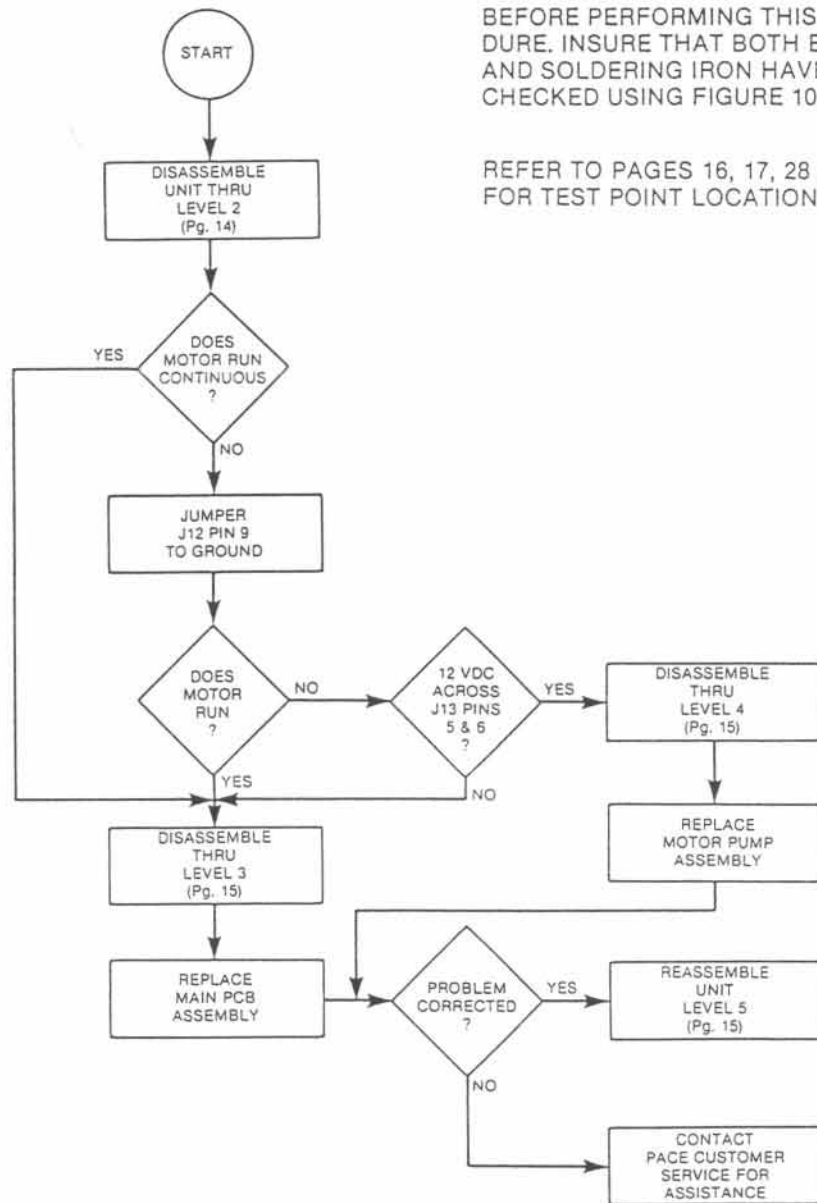 BEFORE PERFORMING THIS
DURE. INSURE THAT BOTH
AND SOLDERING IRON HAVE
CHECKED USING FIGURE 10
REFER TO PAGES 16, 17, 28
FOR TEST POINT LOCATION
START
DISASSEMBLE
UNIT THRU
LEVEL 2
(Pg. 14)
DOES
MOTOR RUN
CONTINUOUS
?
YES
NO
JUMPER
J12 PIN 9
TO GROUND
DOES
MOTOR
RUN
?
NO
YES
12 VDC
ACROSS
J13 PINS
5 & 6
?
YES
NO
DISASSEMBLE
THRU
LEVEL 4
(Pg. 15)
REPLACE
MOTOR PUMP
ASSEMBLY
DISASSEMBLE
THRU
LEVEL 3
(Pg. 15)
REPLACE
MAIN PCB
ASSEMBLY
PROBLEM
CORRECTED
?
YES
NO
REASSEMBLE
UNIT
LEVEL 5
(Pg. 15)
CONTACT
PACE CUSTOMER
SERVICE FOR
ASSISTANCE